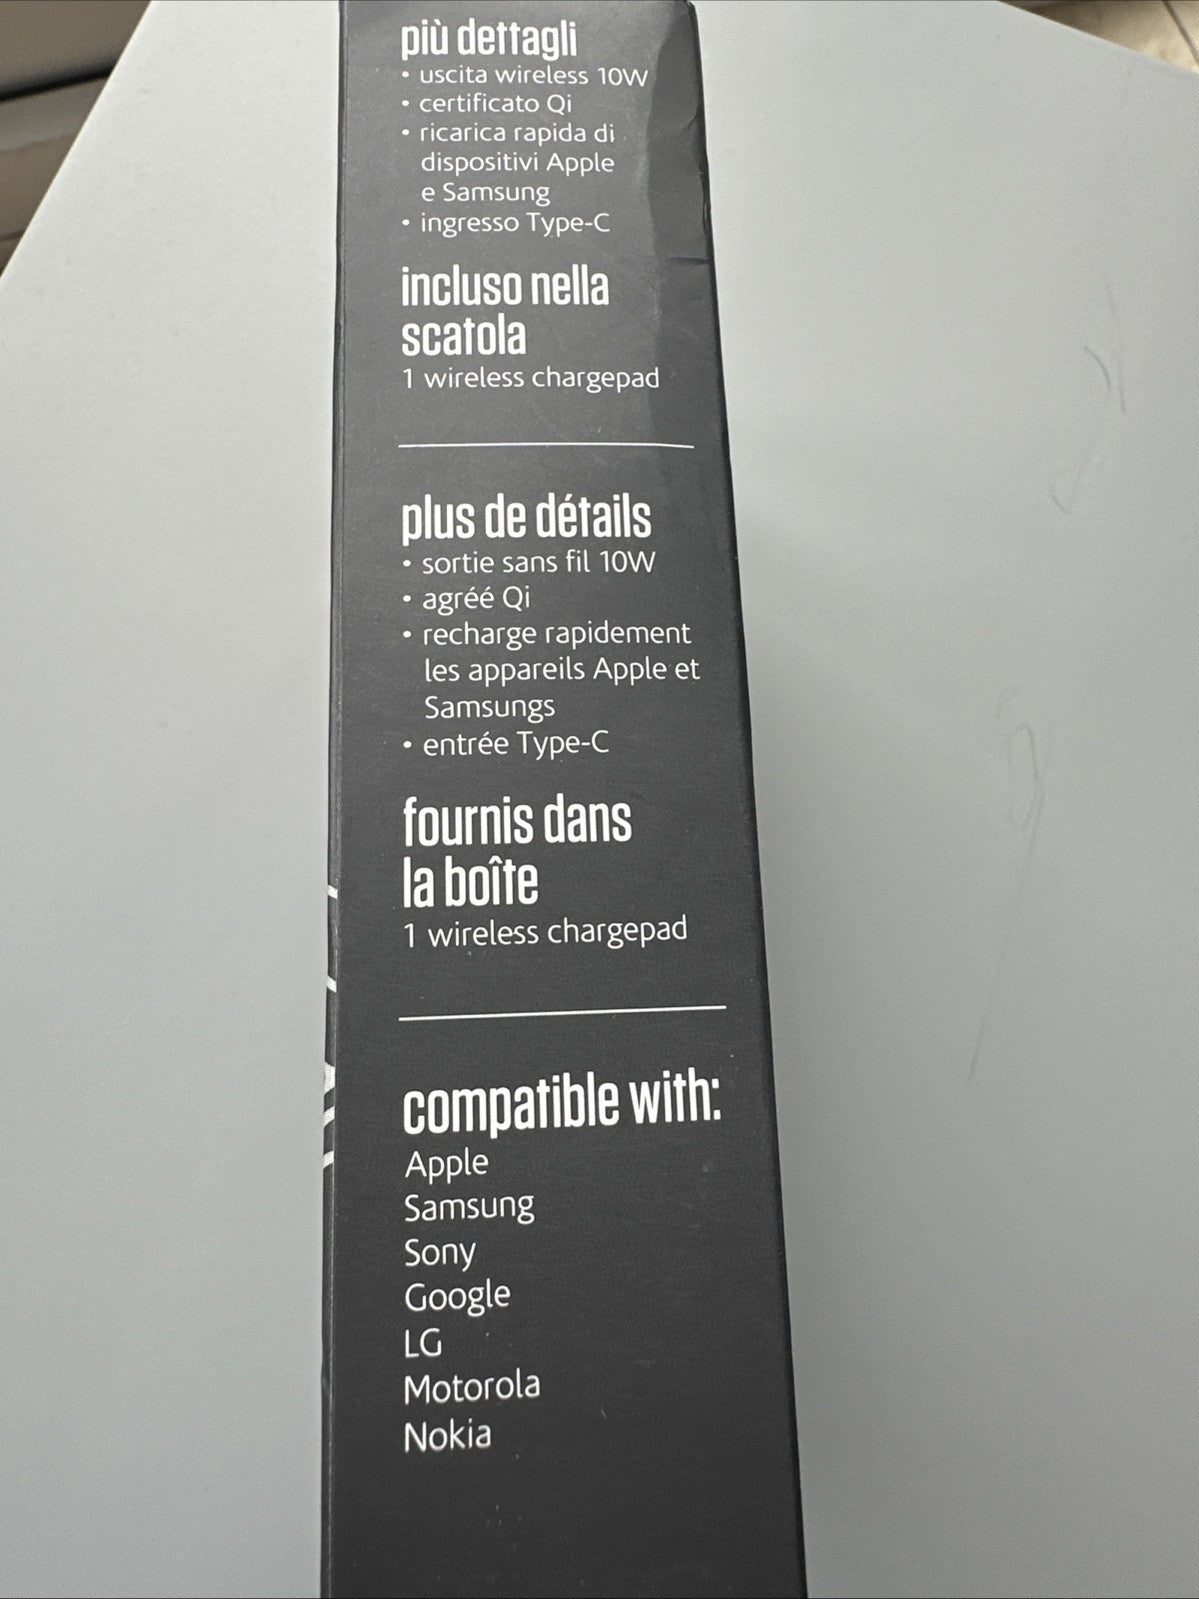 più dettagli
• uscita wireless 10W
• certificato Qi
• ricarica rapida di
dispositivi Apple
e Samsung
• ingresso Type-C
incluso nella
scatola
1 wireless chargepad
plus de détails
• sortie sans fil 10W
• agréé Qi
• recharge rapidement
les appareils Apple et
Samsungs
• entrée Type-C
fournis dans
la boîte
1 wireless chargepad
compatible with:
Apple
Samsung
Sony
Google
LG
Motorola
Nokia